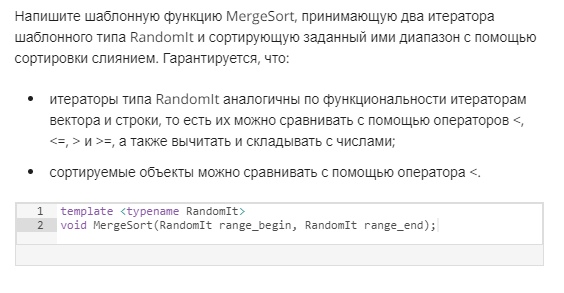 Напишите шаблонную функцию MergeSort, принимающую два итератора
шаблонного типа RandomIt и сортирующую заданный ими диапазон с помощью
сортировки слиянием. Гарантируется, что:
• итераторы типа RandomIt аналогичны по функциональности итераторам
вектора и строки, то есть их можно сравнивать с помощью операторов <,
<=, > и >=, а также вычитать и складывать с числами;
• сортируемые объекты можно сравнивать с помощью оператора <.
1 template <typename RandomIt>
2 void MergeSort(RandomIt range_begin, RandomIt range_end);